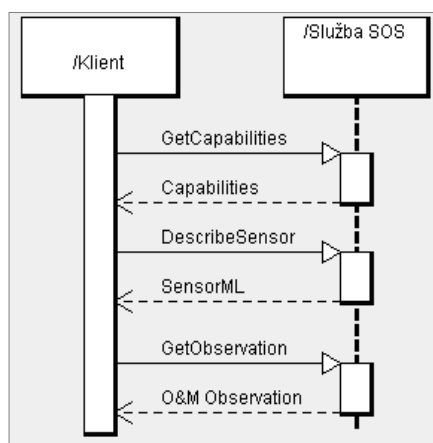 /Klient
/Služba SOS
GetCapabilities
Capabilities
DescribeSensor
SensorML
GetObservation
O&M Observation